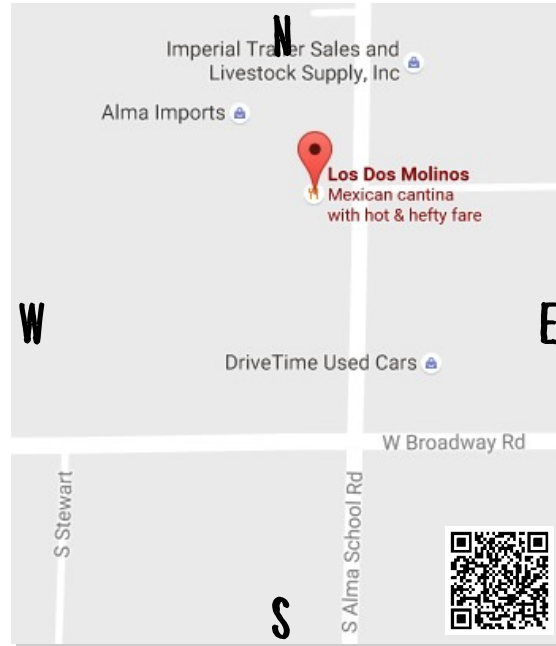 N
Imperial Trailer Sales and
Livestock Supply, Inc
Alma Imports
Los Dos Molinos
Mexican cantina
with hot & hefty fare
W
E
DriveTime Used Cars
W Broadway Rd
S Stewart
S Alma School Rd
S